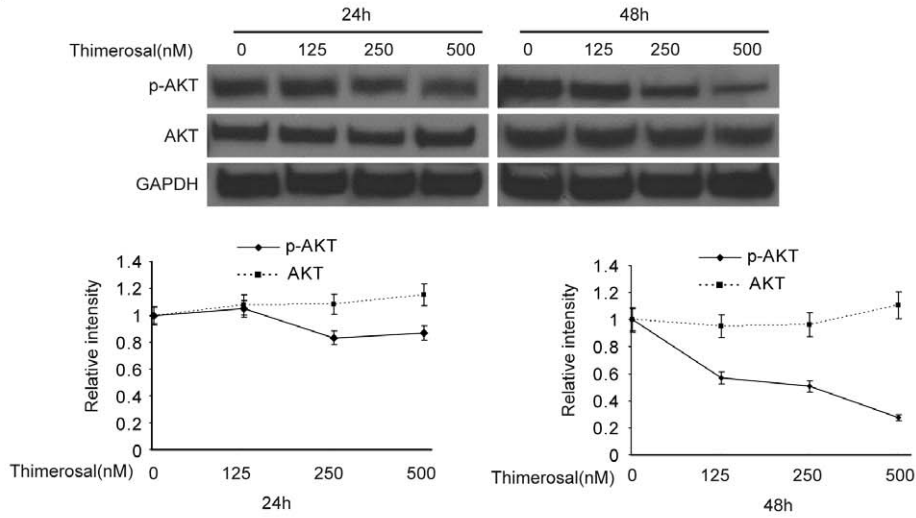 24h 48h
Thimerosal(nM) 0 125 250 500 0 125 250 500
p-AKT
AKT
GAPDH
p-AKT
AKT
Relative intensity
1.4
1.2
1
0.8
0.6
0.4
0.2
0
Thimerosal(nM) 0 125 250 500
24h
p-AKT
AKT
Relative intensity
1.4
1.2
1
0.8
0.6
0.4
0.2
0
Thimerosal(nM) 0 125 250 500
48h